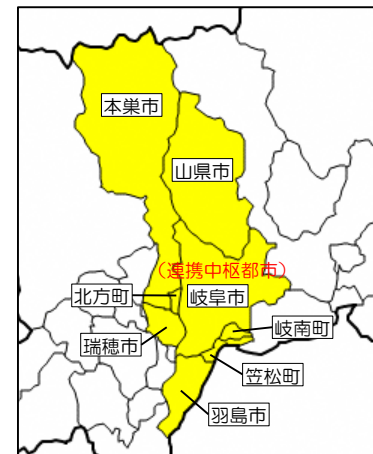 本巣市
山県市
（連携中枢都市）
北方町
岐阜市
岐南町
瑞穂市
笠松町
羽島市